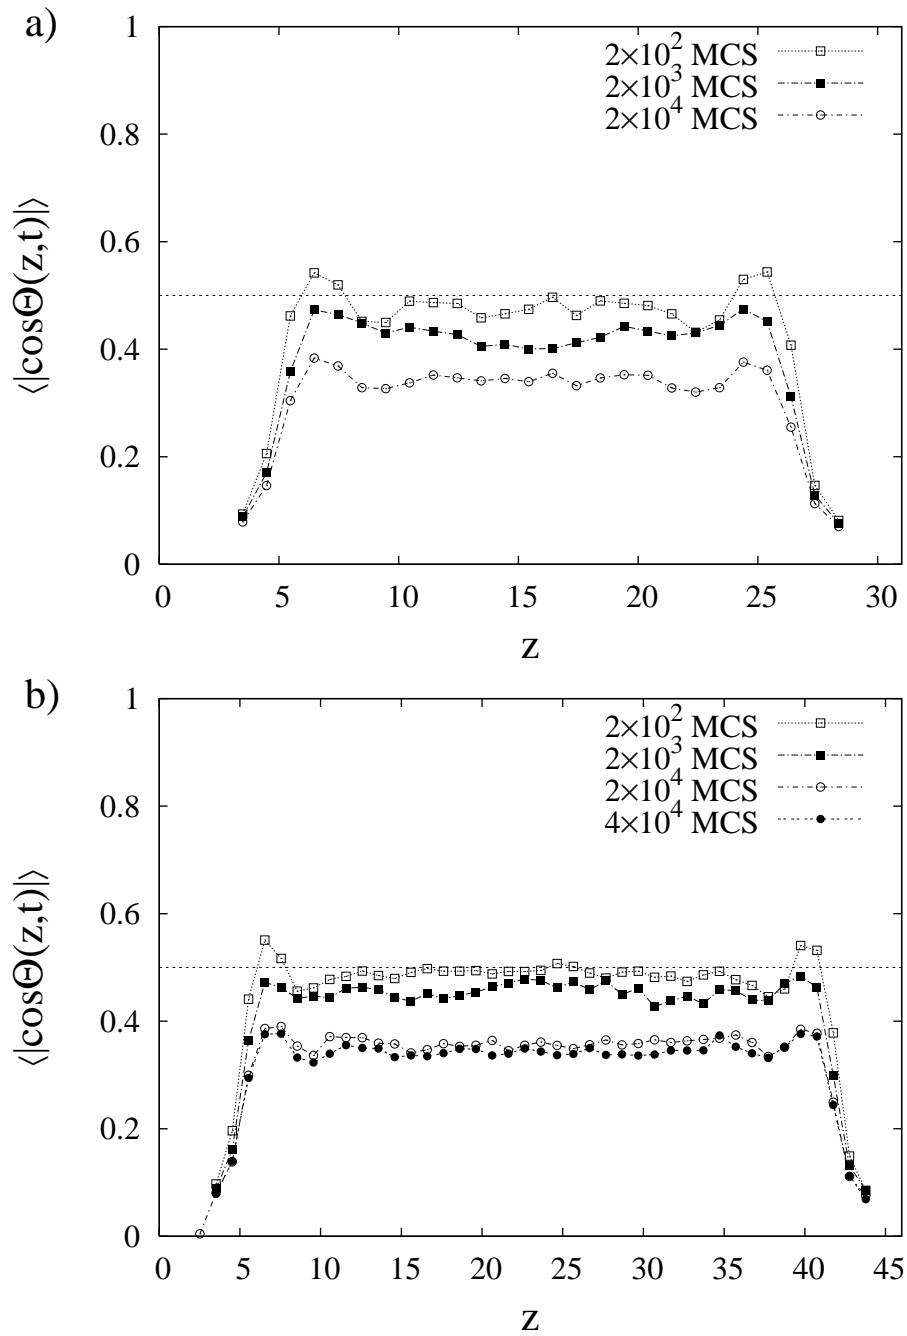 a)
1
0.8
0.6
0.4
0.2
0
⟨|cosΘ(z,t)|⟩
2×10² MCS
2×10³ MCS
2×10⁴ MCS
0 5 10 15 20 25 30
z
b)
1
0.8
0.6
0.4
0.2
0
⟨|cosΘ(z,t)|⟩
2×10² MCS
2×10³ MCS
2×10⁴ MCS
4×10⁴ MCS
0 5 10 15 20 25 30 35 40 45
z